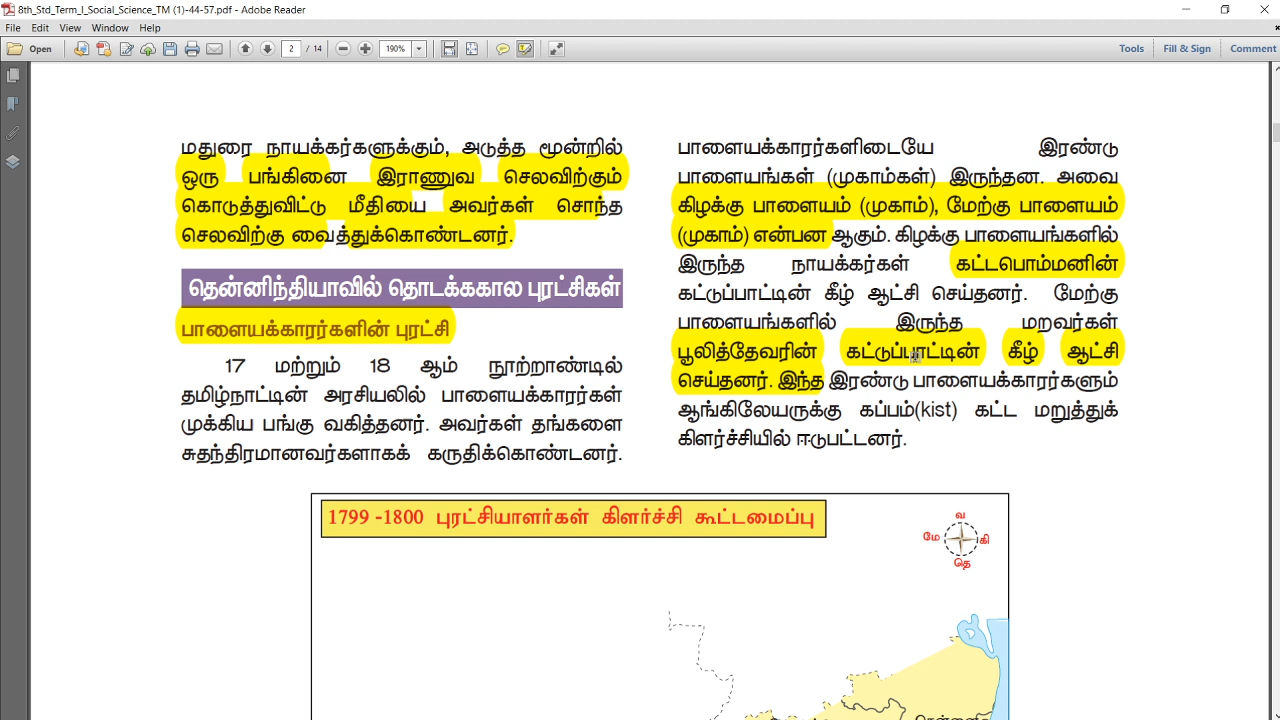 8th_Std_Term_I_Social_Science_TM (1)-44-57.pdf - Adobe Reader
File Edit View Window Help
Open 2 / 14 190% Tools Fill & Sign Comment
மதுரை நாயக்கர்களுக்கும், அடுத்த மூன்றில்
ஒரு பங்கினை இராணுவ செலவிற்கும்
கொடுத்துவிட்டு மீதியை அவர்கள் சொந்த
செலவிற்கு வைத்துக்கொண்டனர்.
தென்னிந்தியாவில் தொடக்ககால புரட்சிகள்
பாளையக்காரர்களின் புரட்சி
17 மற்றும் 18 ஆம் நூற்றாண்டில்
தமிழ்நாட்டின் அரசியலில் பாளையக்காரர்கள்
முக்கிய பங்கு வகித்தனர். அவர்கள் தங்களை
சுதந்திரமானவர்களாகக் கருதிக்கொண்டனர்.
பாளையக்காரர்களிடையே இரண்டு
பாளையங்கள் (முகாம்கள்) இருந்தன. அவை
கிழக்கு பாளையம் (முகாம்), மேற்கு பாளையம்
(முகாம்) என்பன ஆகும். கிழக்கு பாளையங்களில்
இருந்த நாயக்கர்கள் கட்டபொம்மனின்
கட்டுப்பாட்டின் கீழ் ஆட்சி செய்தனர். மேற்கு
பாளையங்களில் இருந்த மறவர்கள்
பூலித்தேவரின் கட்டுப்பாட்டின் கீழ் ஆட்சி
செய்தனர். இந்த இரண்டு பாளையக்காரர்களும்
ஆங்கிலேயருக்கு கப்பம்(kist) கட்ட மறுத்துக்
கிளர்ச்சியில் ஈடுபட்டனர்.
1799 -1800 புரட்சியாளர்கள் கிளர்ச்சி கூட்டமைப்பு
வ
மே கி
தெ